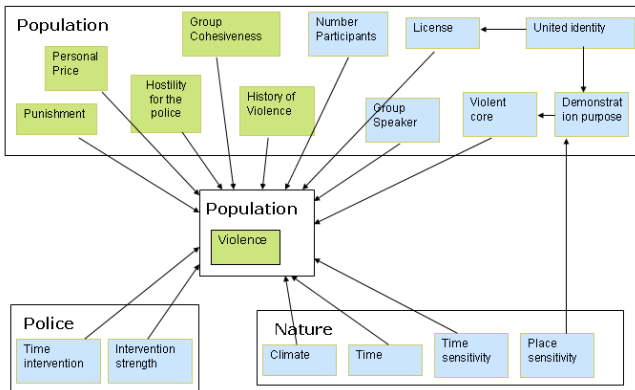 Population
Group
Cohesiveness
Number
Participants
License
United identity
Personal
Price
Hostility
for the
police
History of
Violence
Punishment
Group
Speaker
Violent
core
Demonstrat
ion purpose
Population
Violence
Police
Time
intervention
Intervention
strength
Nature
Climate
Time
Time
sensitivity
Place
sensitivity